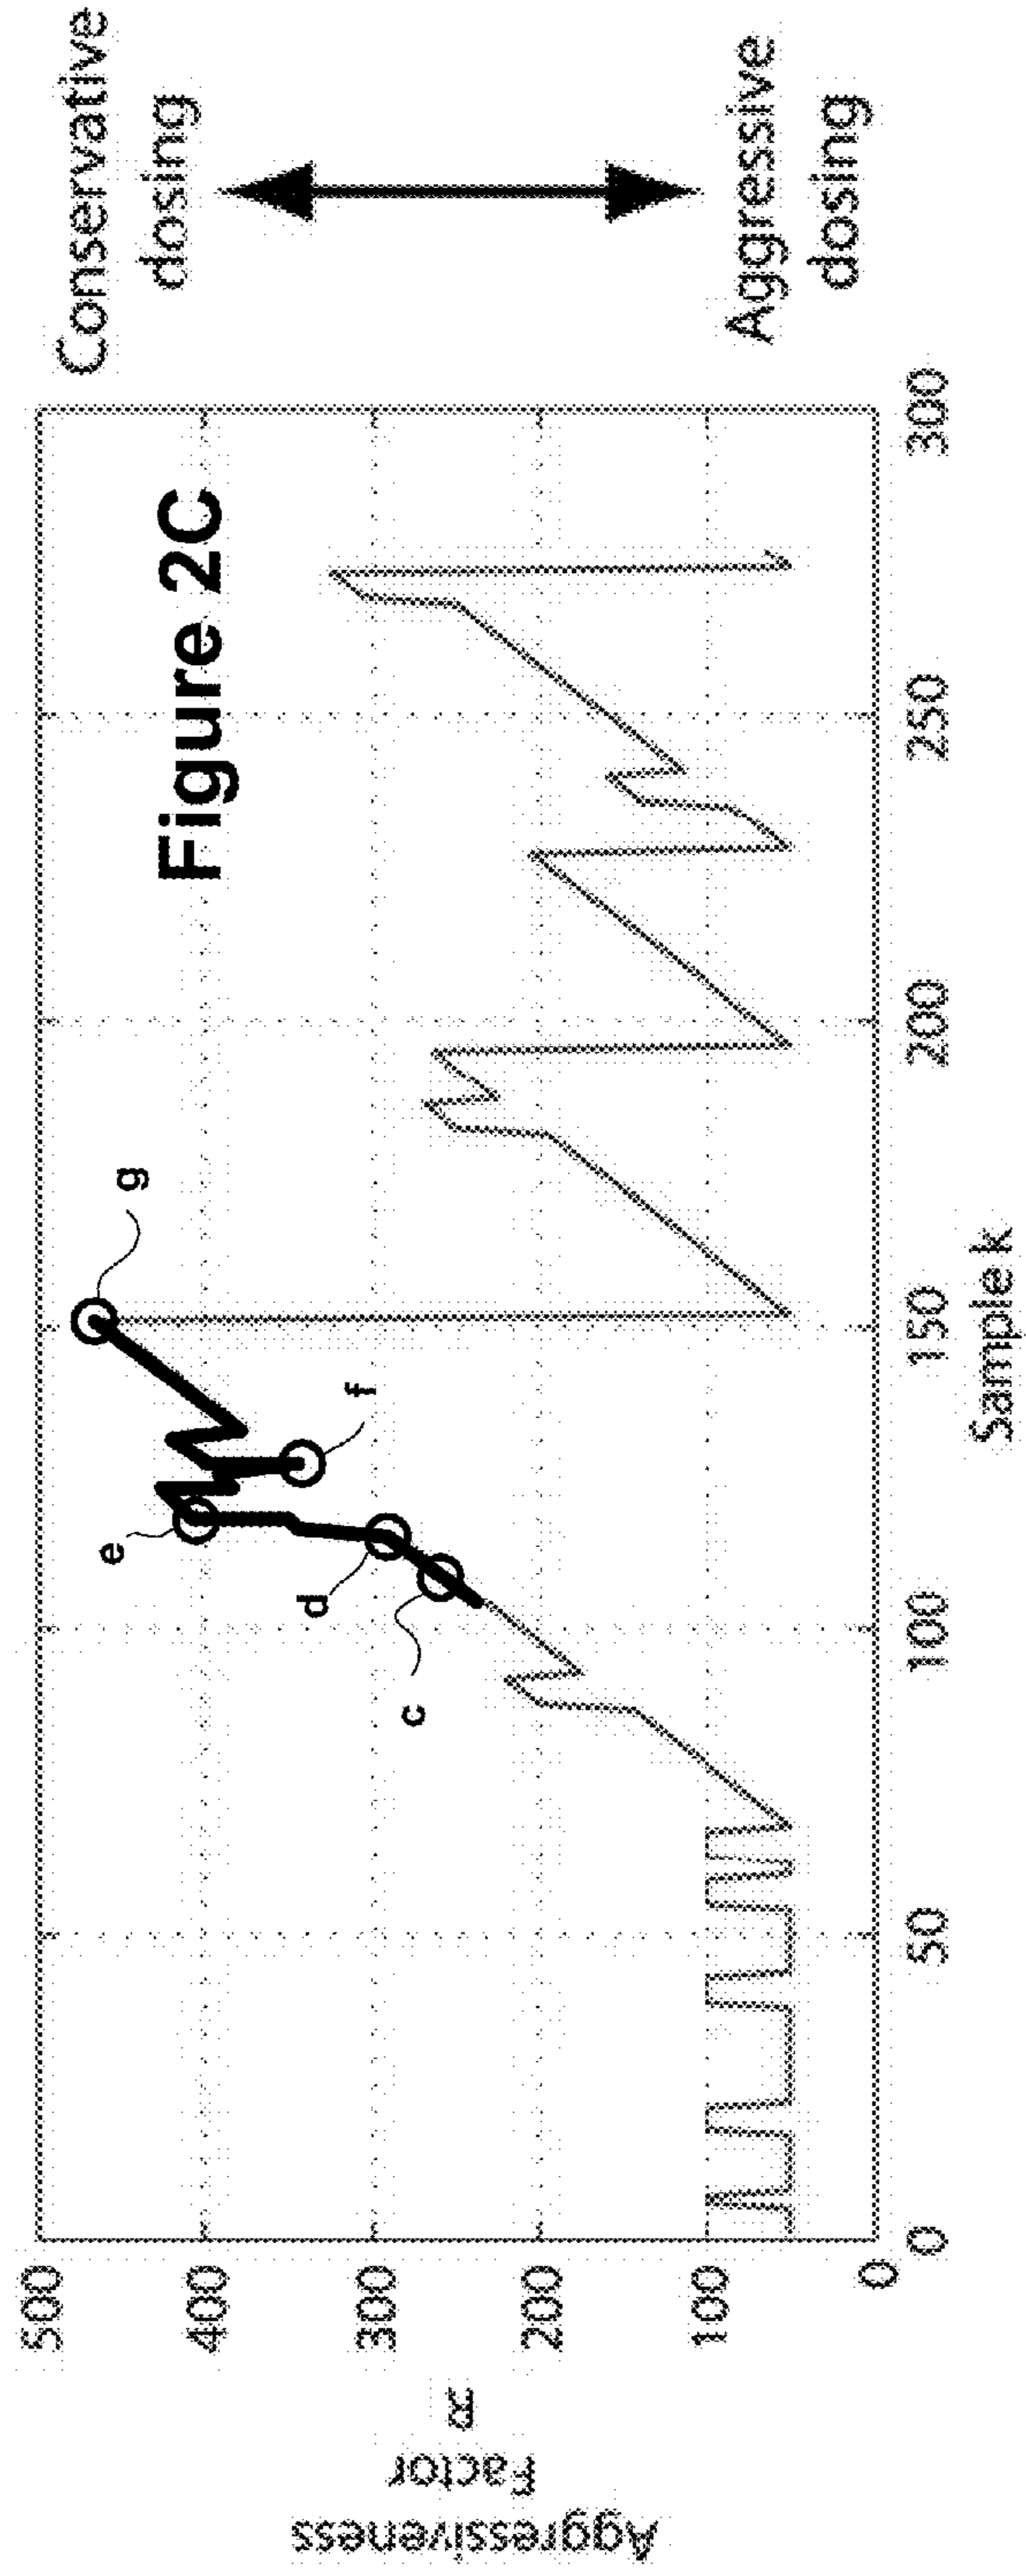 Figure 2C
Conservative
dosing
Aggressive
dosing
Aggressiveness
Factor
R
500
400
300
200
100
0
0
50
100
150
200
250
300
Sample k
c
d
e
f
g